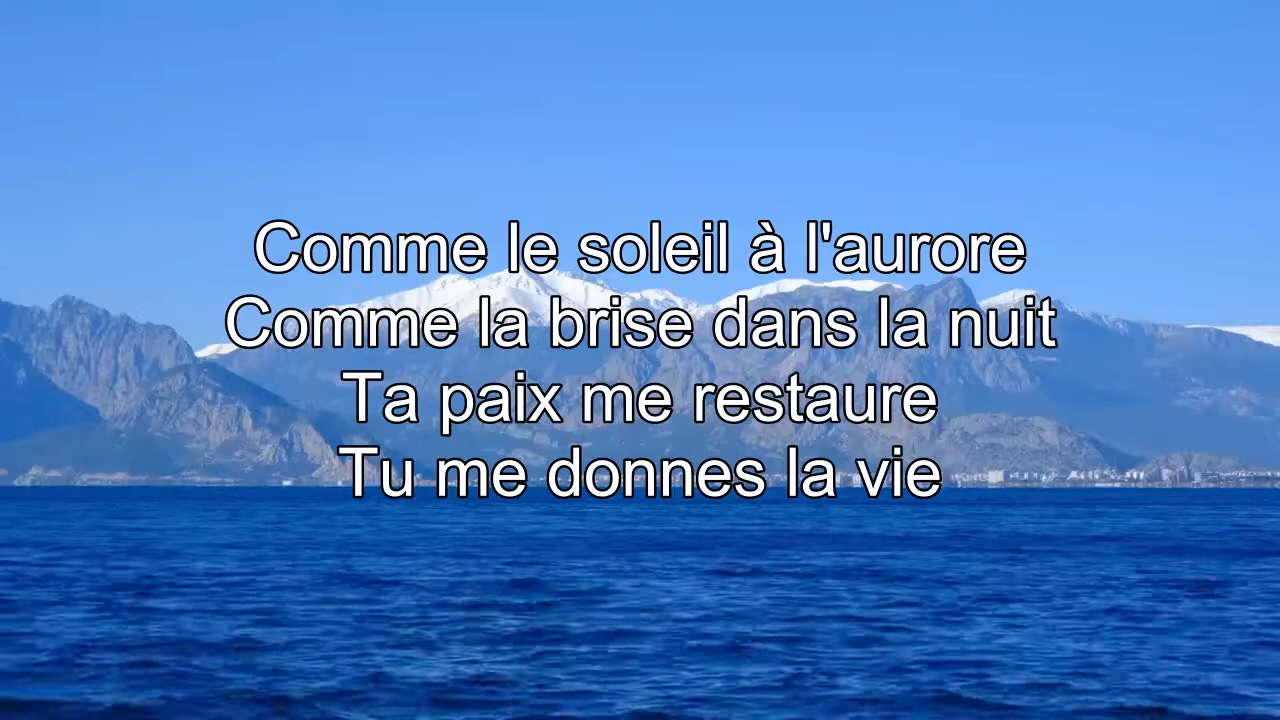 Comme le soleil à l'aurore
Comme la brise dans la nuit
Ta paix me restaure
Tu me donnes la vie